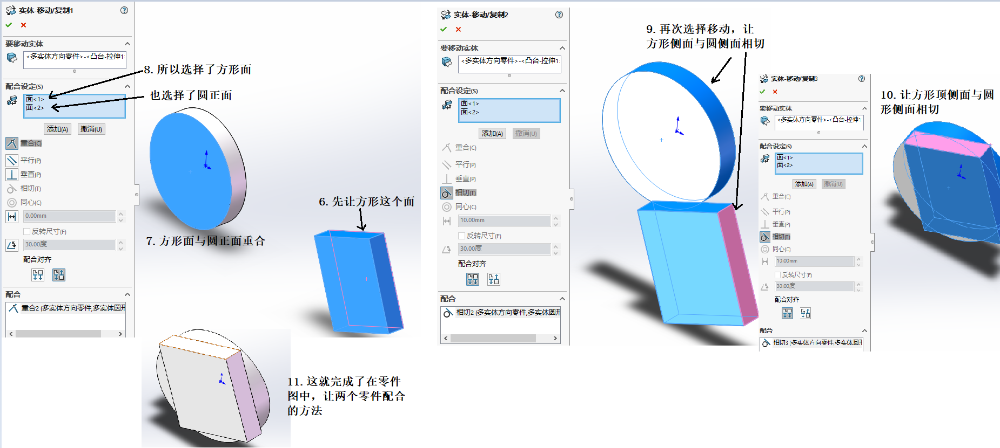 实体-移动/复制1
要移动实体
<多实体方向零件>-<凸台-拉伸1
配合设定(S)
面<1>
面<2>
添加(A)
撤消(U)
重合(C)
平行(P)
垂直(P)
相切(T)
同心(C)
0.00mm
反转尺寸(F)
30.00度
配合对齐
配合
重合2 (多实体方向零件,多实体圆形
8.所以选择了方形面
也选择了圆正面
7.方形面与圆正面重合
6.先让方形这个面
11.这就完成了在零件
图中，让两个零件配合
的方法
实体-移动/复制2
要移动实体
<多实体方向零件>-<凸台-拉伸1
配合设定(S)
面<1>
面<2>
添加(A)
撤消(U)
重合(C)
平行(P)
垂直(P)
相切(T)
同心(C)
10.00mm
反转尺寸(F)
30.00度
配合对齐
配合
相切2 (多实体方向零件,多实体圆形
9.再次选择移动，让
方形侧面与圆侧面相切
实体-移动/复制3
要移动实体
<多实体方向零件>-<凸台-拉伸1
配合设定(S)
面<1>
面<2>
添加(A)
撤消(U)
重合(C)
平行(P)
垂直(P)
相切(T)
同心(C)
10.00mm
反转尺寸(F)
30.00度
配合对齐
配合
相切3 (多实体方向零件,多实体圆形
10.让方形顶侧面与圆
形侧面相切